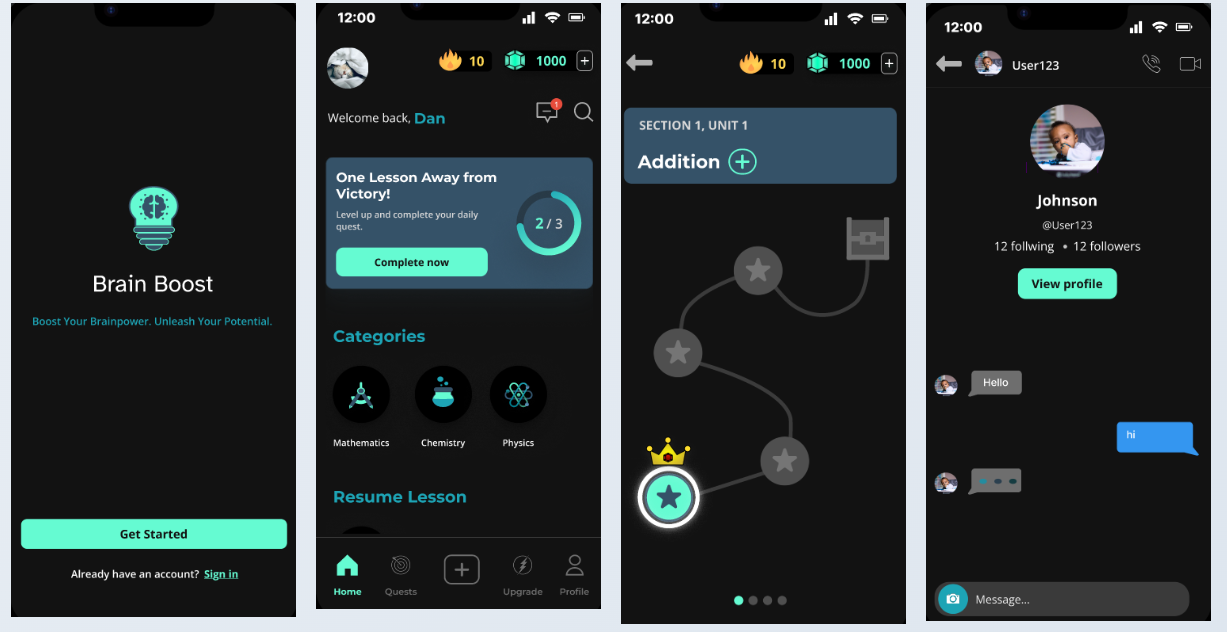 Brain Boost
Boost Your Brainpower. Unleash Your Potential.
Get Started
Already have an account? Sign in
12:00
10
1000
+
Welcome back, Dan
1
One Lesson Away from
Victory!
Level up and complete your daily
quest.
2 / 3
Complete now
Categories
Mathematics
Chemistry
Physics
Resume Lesson
Home
Quests
Upgrade
Profile
12:00
10
1000
+
SECTION 1, UNIT 1
Addition
12:00
User123
Johnson
@User123
12 follwing • 12 followers
View profile
Hello
hi
Message...